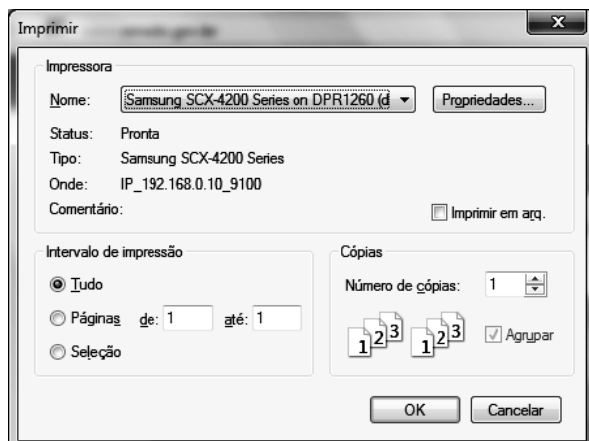 Imprimir
Impressora
Nome: Samsung SCX-4200 Series on DPR1260 (d Propriedades...
Status: Pronta
Tipo: Samsung SCX-4200 Series
Onde: IP_192.168.0.10_9100
Comentário: Imprimir em arq.
Intervalo de impressão Cópias
Tudo Número de cópias: 1
Páginas de: 1 até: 1
1 2 3 1 2 3 Agrupar
Seleção
OK Cancelar